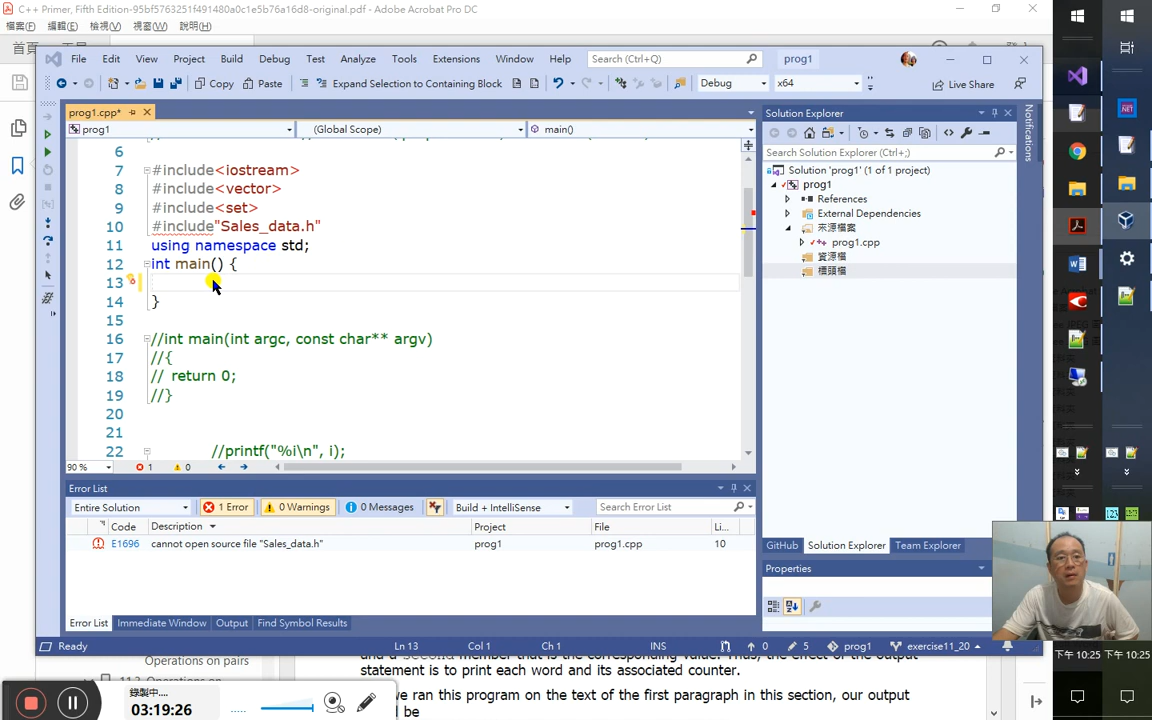 C++ Primer, Fifth Edition-95bf5763251f491480a0c1e5b76a16d8-original.pdf - Adobe Acrobat Pro DC
檔案(F) 編輯(E) 檢視(V) 視窗(W) 說明(H)
首頁
File Edit View Project Build Debug Test Analyze Tools Extensions Window Help Search (Ctrl+Q) prog1
Copy Paste Expand Selection to Containing Block Debug x64 Live Share
prog1.cpp*
prog1 (Global Scope) main()
6
7 #include<iostream>
8 #include<vector>
9 #include<set>
10 #include"Sales_data.h"
11 using namespace std;
12 int main() {
13
14 }
15
16 //int main(int argc, const char** argv)
17 //{
18 // return 0;
19 //}
20
21
22 //printf("%i\n", i);
90 % 1 0
Solution Explorer
Search Solution Explorer (Ctrl+;)
Solution 'prog1' (1 of 1 project)
prog1
References
External Dependencies
來源檔案
prog1.cpp
資源檔
標頭檔
Notifications
Error List
Entire Solution 1 Error 0 Warnings 0 Messages Build + IntelliSense Search Error List
Code Description Project File Li...
E1696 cannot open source file "Sales_data.h" prog1 prog1.cpp 10
GitHub Solution Explorer Team Explorer
Properties
Error List Immediate Window Output Find Symbol Results
Ready Ln 13 Col 1 Ch 1 INS 0 5 prog1 exercise11_20
Operations on pairs
statement is to print each word and its associated counter.
we ran this program on the text of the first paragraph in this section, our output
be
錄製中....
03:19:26
下午 10:25 下午 10:25